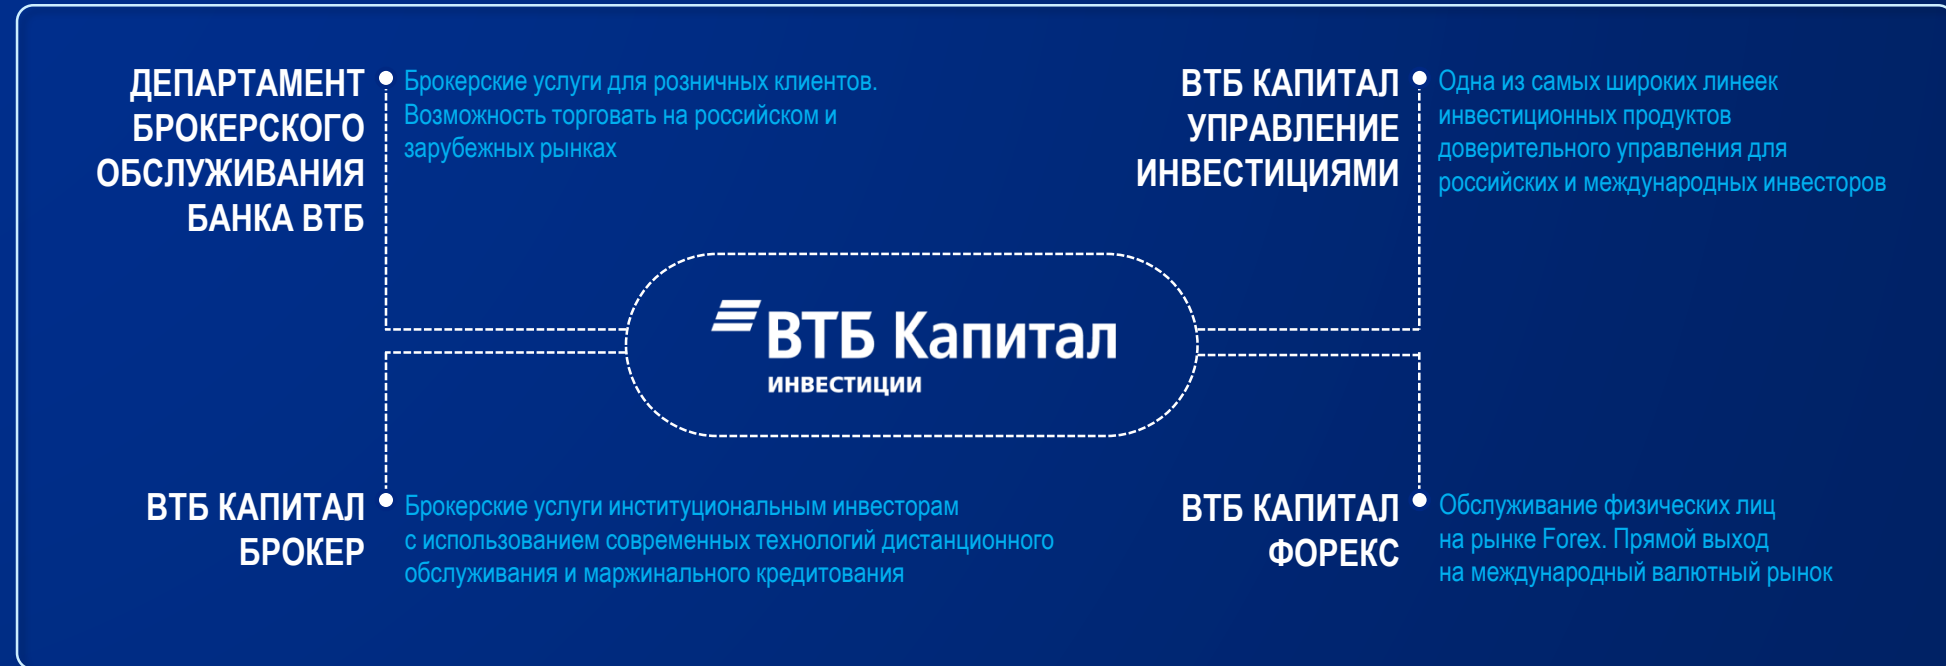 ДЕПАРТАМЕНТ
БРОКЕРСКОГО
ОБСЛУЖИВАНИЯ
БАНКА ВТБ
Брокерские услуги для розничных клиентов.
Возможность торговать на российском и
зарубежных рынках
ВТБ КАПИТАЛ
УПРАВЛЕНИЕ
ИНВЕСТИЦИЯМИ
Одна из самых широких линеек
инвестиционных продуктов
доверительного управления для
российских и международных инвесторов
ВТБ Капитал
ИНВЕСТИЦИИ
ВТБ КАПИТАЛ
БРОКЕР
Брокерские услуги институциональным инвесторам
с использованием современных технологий дистанционного
обслуживания и маржинального кредитования
ВТБ КАПИТАЛ
ФОРЕКС
Обслуживание физических лиц
на рынке Forex. Прямой выход
на международный валютный рынок